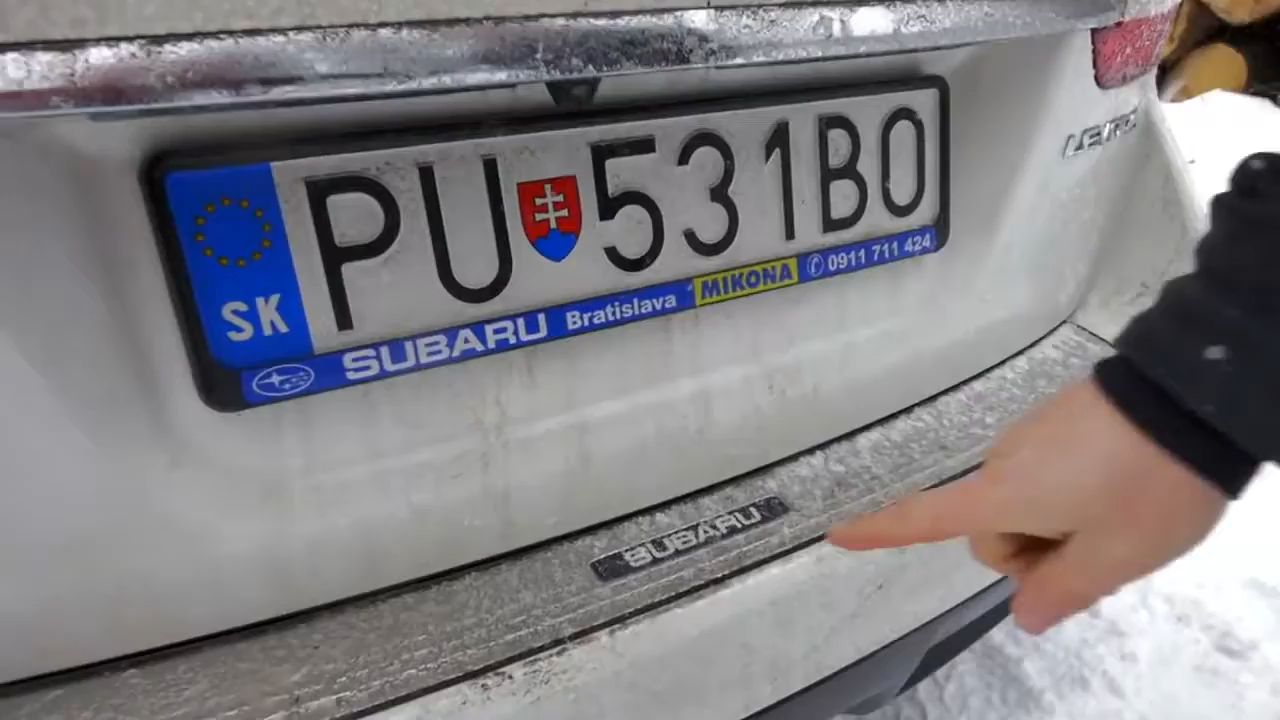 PU 531BO
SK
SUBARU Bratislava MIKONA ✆ 0911 711 424
SUBARU